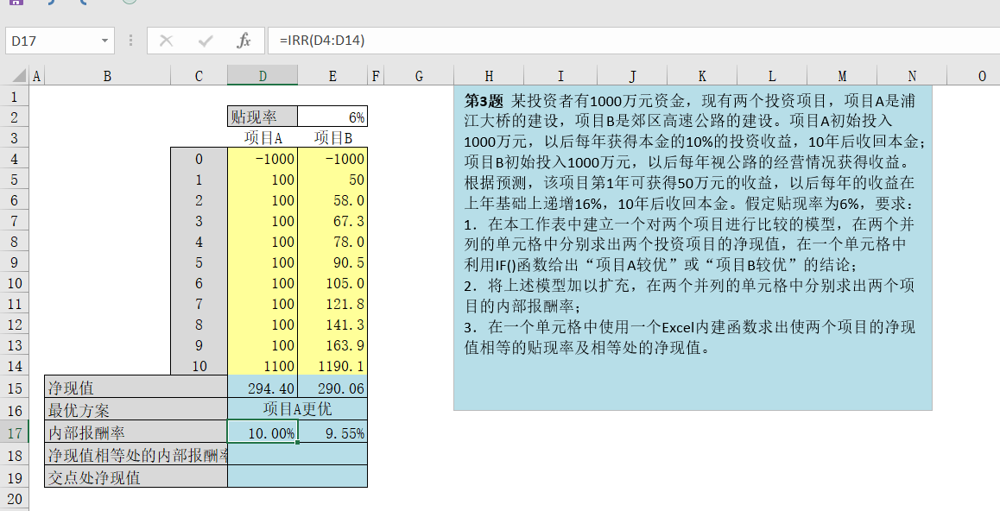 D17 fx =IRR(D4:D14)
A B C D E F G H I J K L M N O
1
2 贴现率 6%
3 项目A 项目B
4 0 -1000 -1000
5 1 100 50
6 2 100 58.0
7 3 100 67.3
8 4 100 78.0
9 5 100 90.5
10 6 100 105.0
11 7 100 121.8
12 8 100 141.3
13 9 100 163.9
14 10 1100 1190.1
15 净现值 294.40 290.06
16 最优方案 项目A更优
17 内部报酬率 10.00% 9.55%
18 净现值相等处的内部报酬率
19 交点处净现值
20
第3题 某投资者有1000万元资金，现有两个投资项目，项目A是浦
江大桥的建设，项目B是郊区高速公路的建设。项目A初始投入
1000万元，以后每年获得本金的10%的投资收益，10年后收回本金；
项目B初始投入1000万元，以后每年视公路的经营情况获得收益。
根据预测，该项目第1年可获得50万元的收益，以后每年的收益在
上年基础上递增16%，10年后收回本金。假定贴现率为6%，要求：
1．在本工作表中建立一个对两个项目进行比较的模型，在两个并
列的单元格中分别求出两个投资项目的净现值，在一个单元格中
利用IF()函数给出“项目A较优”或“项目B较优”的结论；
2．将上述模型加以扩充，在两个并列的单元格中分别求出两个项
目的内部报酬率；
3．在一个单元格中使用一个Excel内建函数求出使两个项目的净现
值相等的贴现率及相等处的净现值。